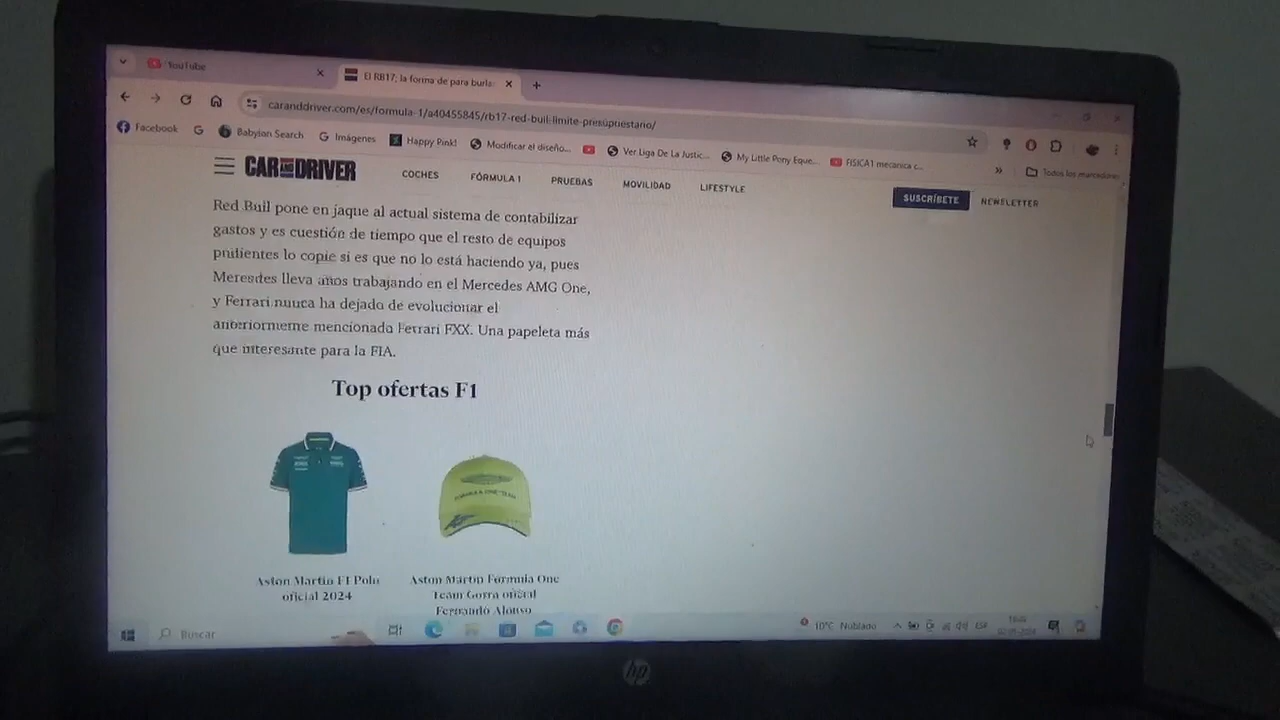 YouTube
El RB17; la forma de para burla
caranddriver.com/es/formula-1/a40455845/rb17-red-bull-limite-presupuestario/
Facebook
Babylon Search
Imágenes
Happy Pink!
Modificar el diseño...
Ver Liga De La Justic...
My Little Pony Eque...
FISICA1 mecanica c...
»
Todos los marcadores
CAR AND DRIVER
COCHES
FÓRMULA 1
PRUEBAS
MOVILIDAD
LIFESTYLE
SUSCRÍBETE
NEWSLETTER
Red Bull pone en jaque al actual sistema de contabilizar
gastos y es cuestión de tiempo que el resto de equipos
pudientes lo copie si es que no lo está haciendo ya, pues
Mercedes lleva años trabajando en el Mercedes AMG One,
y Ferrari nunca ha dejado de evolucionar el
anteriormente mencionado Ferrari FXX. Una papeleta más
que interesante para la FIA.
Top ofertas F1
FORMULA ONE TEAM
Aston Martin F1 Polo
oficial 2024
Aston Martin Formula One
Team Gorra oficial
Fernando Alonso
Buscar
10°C Nublado
ESP
hp